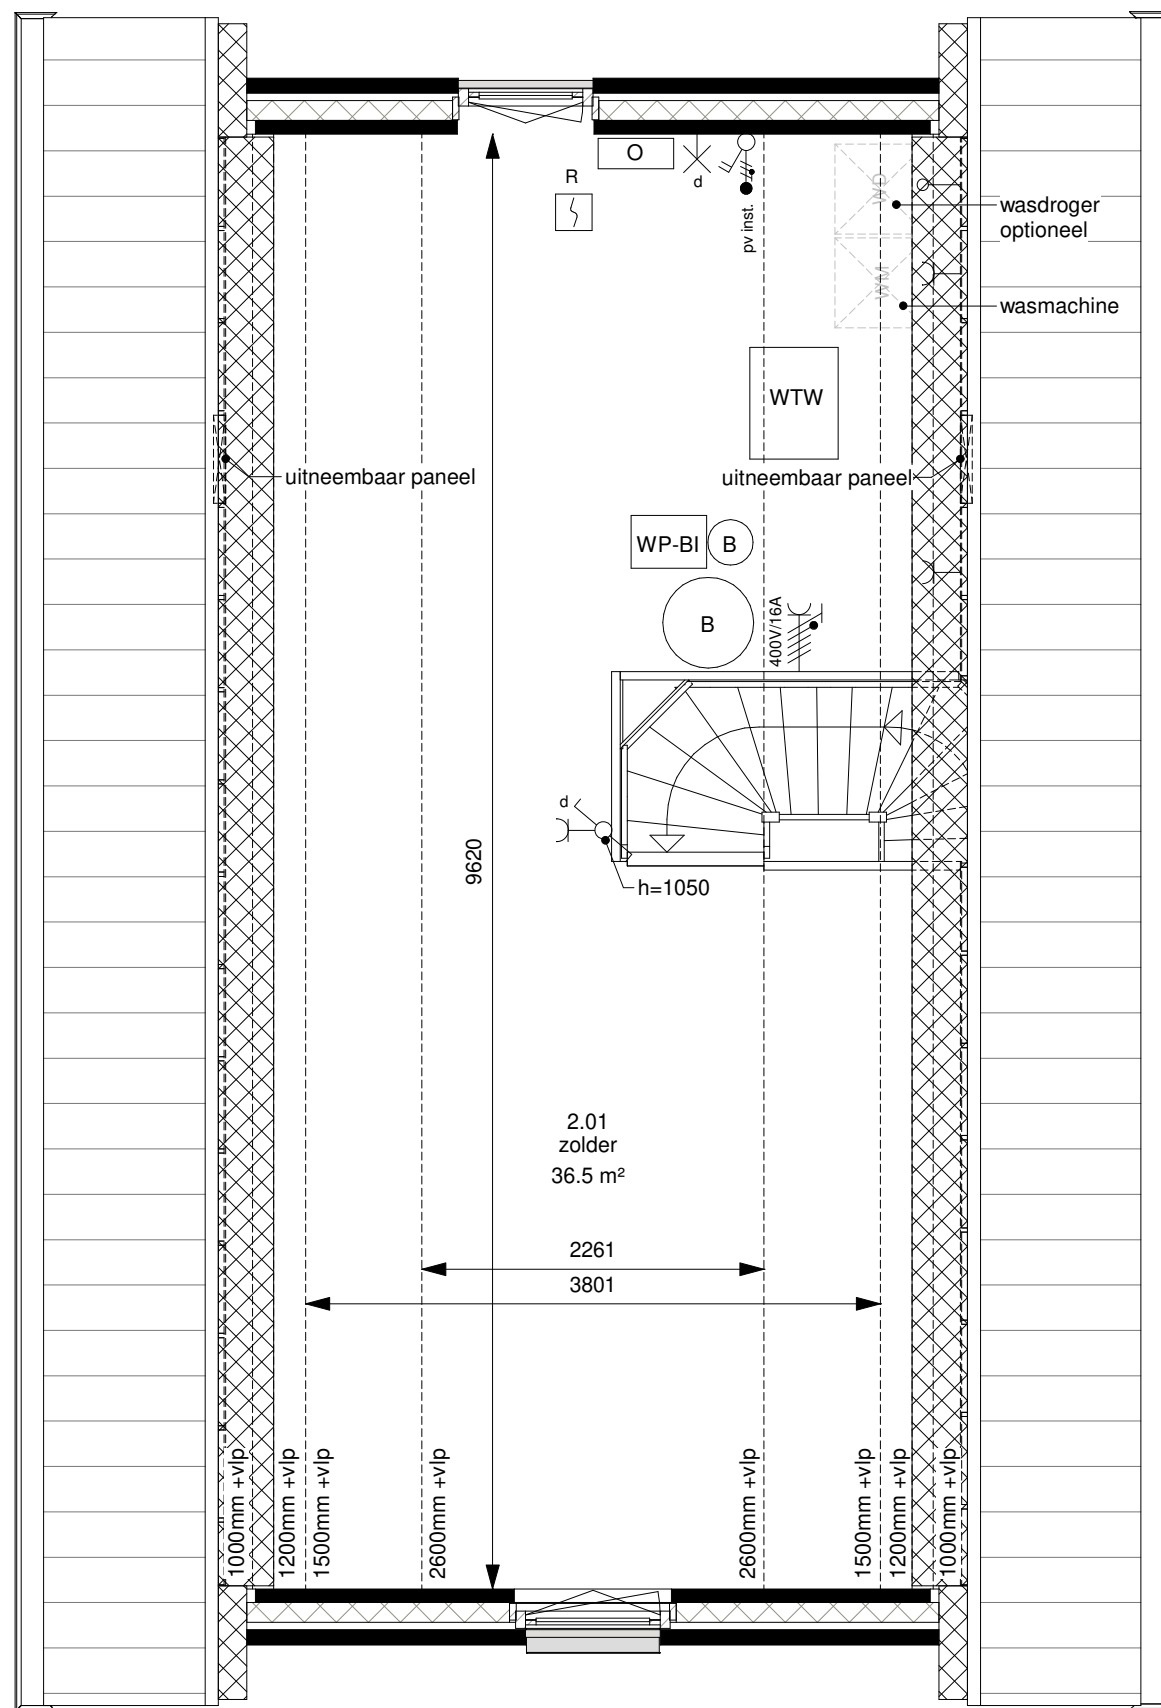 O
R
d
pv inst.
WD
wasdroger
optioneel
WM
wasmachine
WTW
uitneembaar paneel
uitneembaar paneel
WP-BI
B
B
400V/16A
d
h=1050
9620
2.01
zolder
36.5 m²
2261
3801
1000mm +vlp
1200mm +vlp
1500mm +vlp
2600mm +vlp
2600mm +vlp
1500mm +vlp
1200mm +vlp
1000mm +vlp